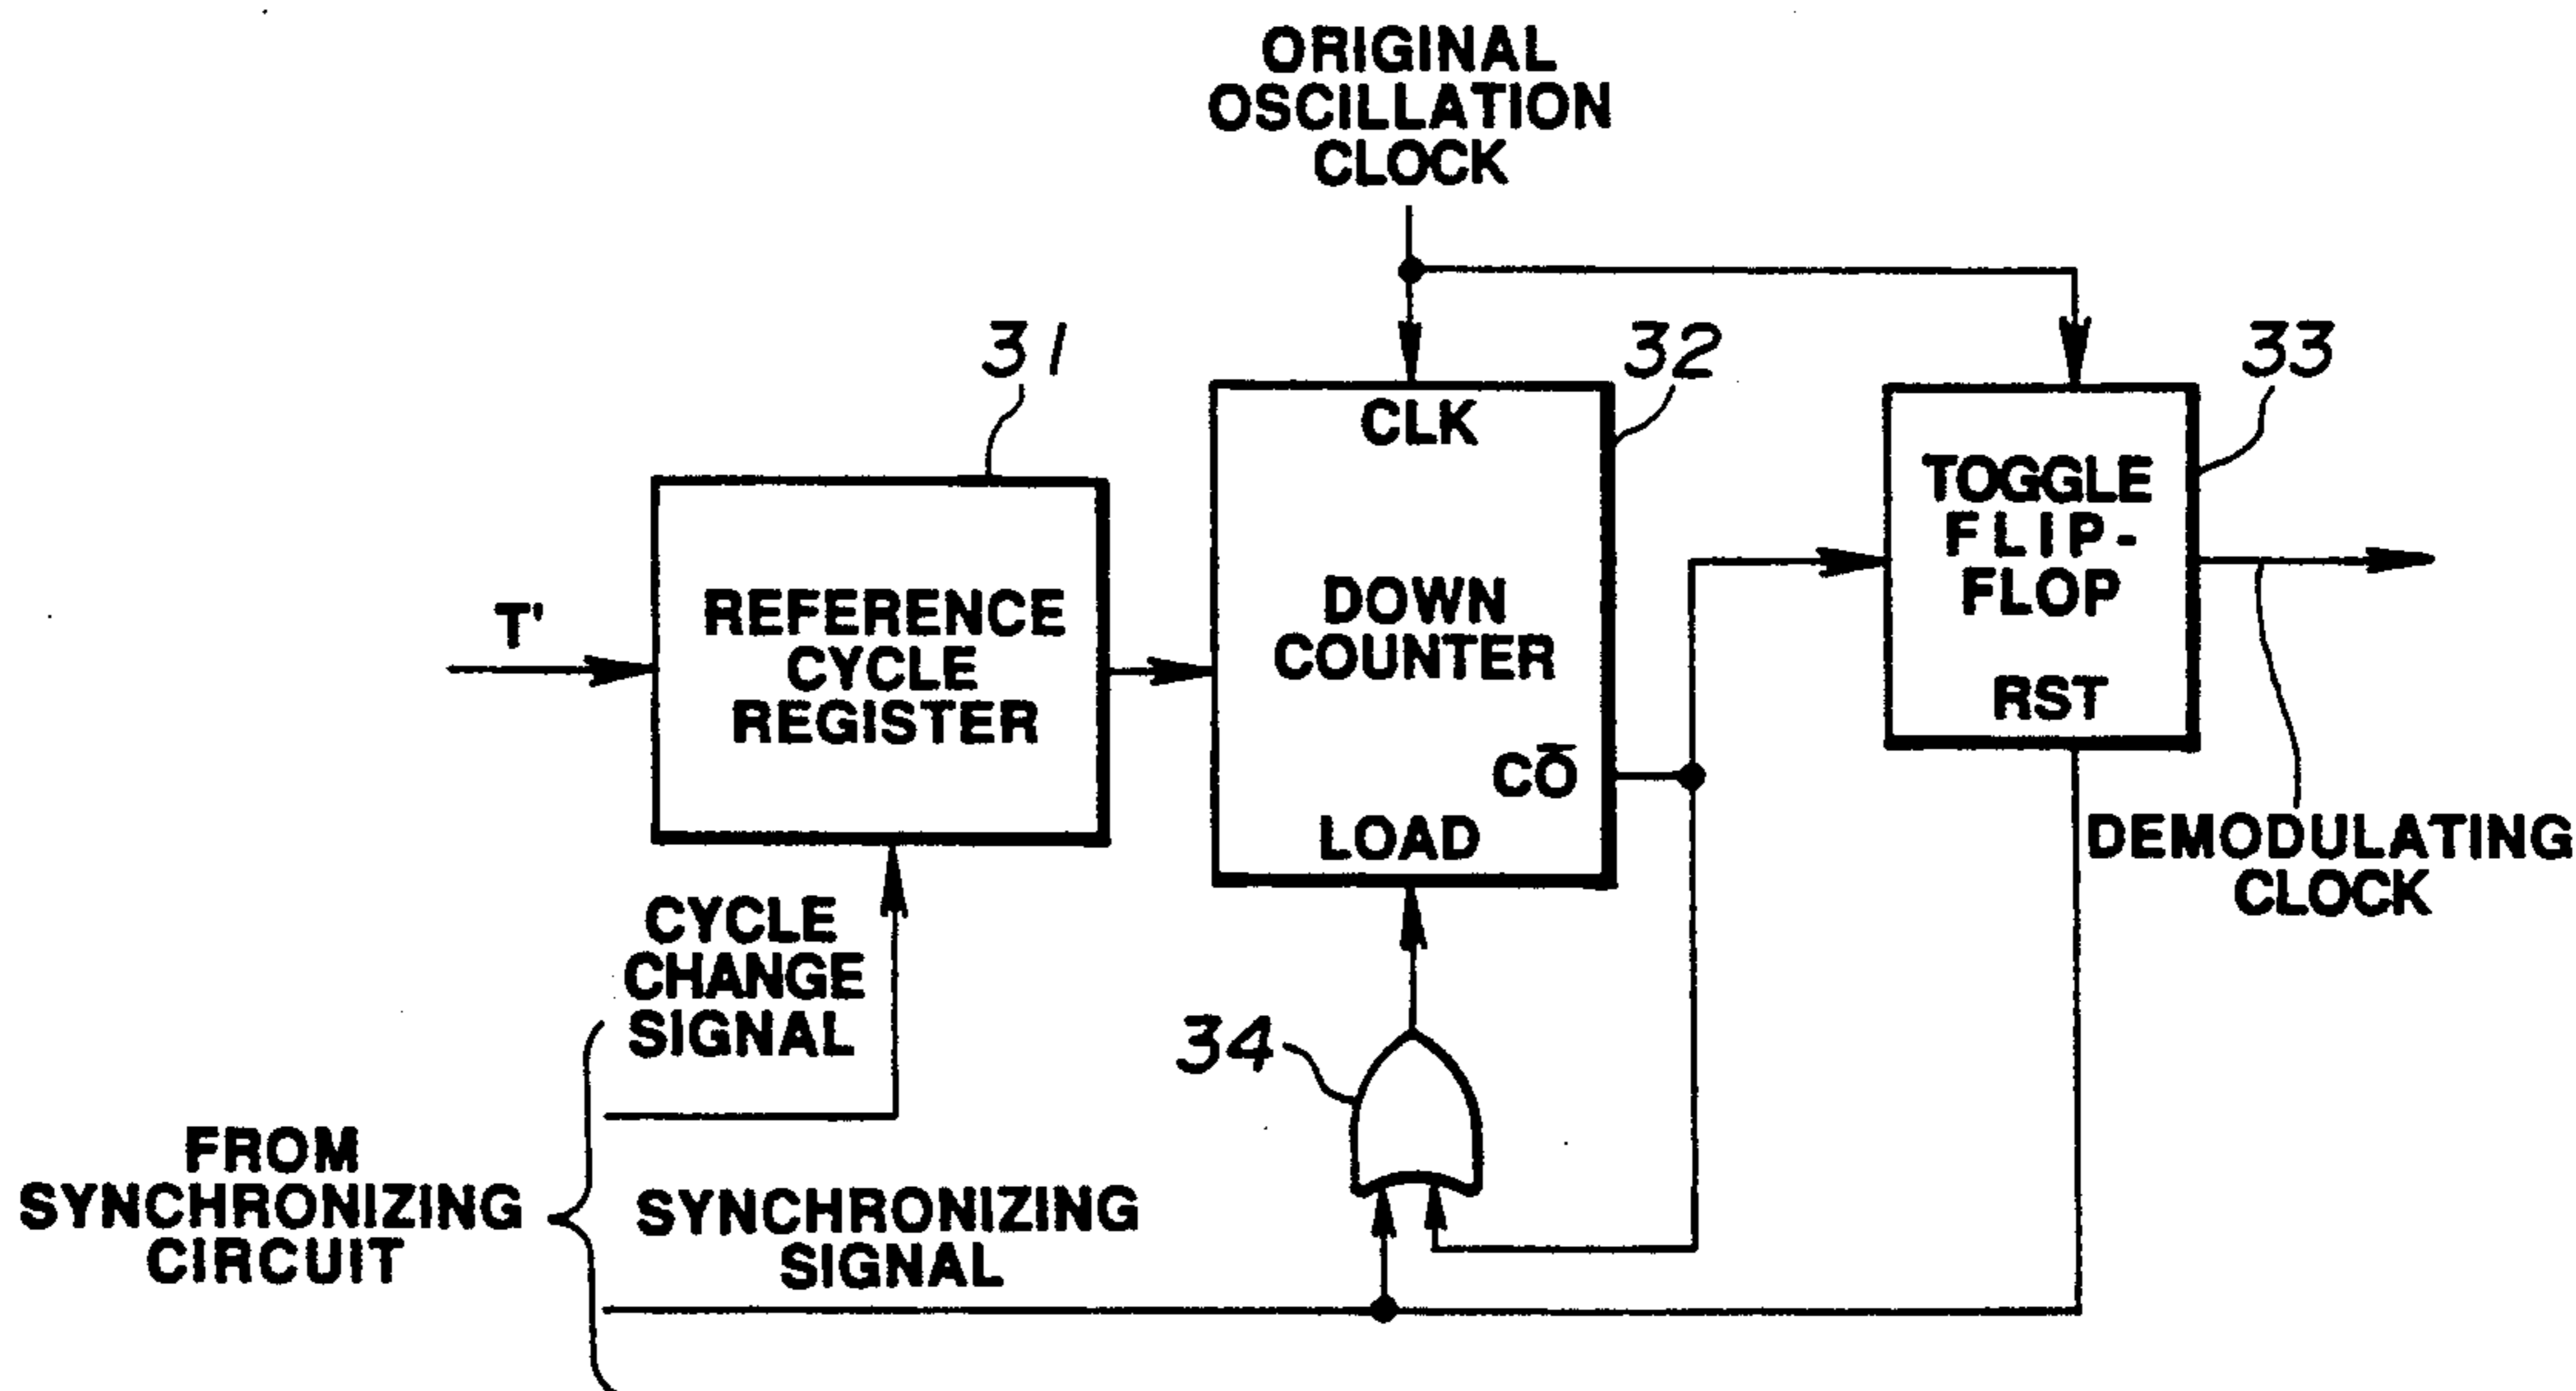 ORIGINAL
OSCILLATION
CLOCK
31
32
33
CLK
TOGGLE
FLIP-
FLOP
RST
T'
REFERENCE
CYCLE
REGISTER
DOWN
COUNTER
CŌ
LOAD
DEMODULATING
CLOCK
CYCLE
CHANGE
SIGNAL
34
FROM
SYNCHRONIZING
CIRCUIT
SYNCHRONIZING
SIGNAL